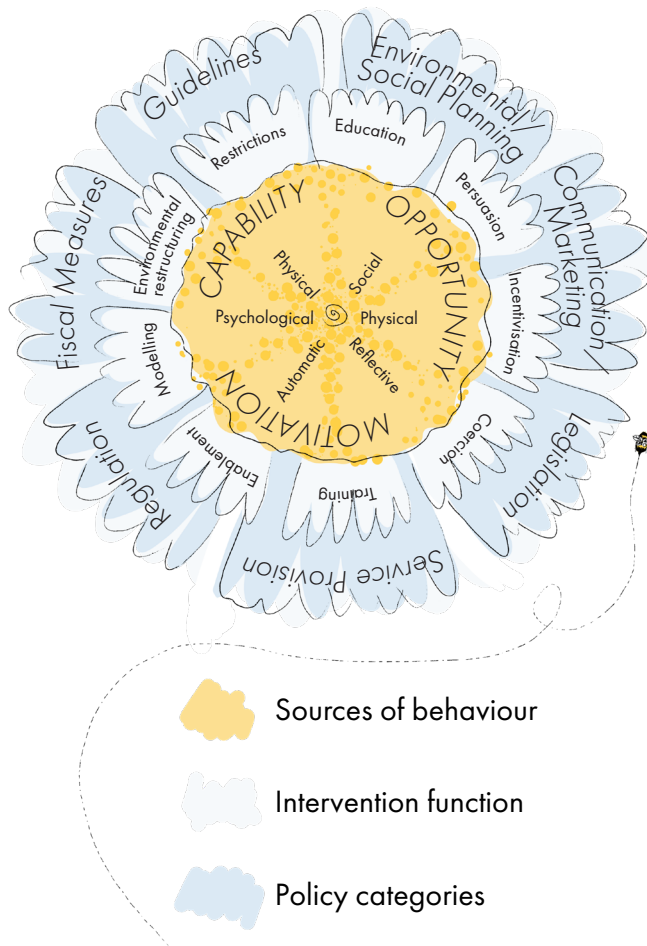 Guidelines
Environmental/
Social Planning
Communication/
Marketing
Legislation
Service Provision
Regulation
Fiscal Measures
Restrictions
Education
Persuasion
Incentivisation
Coercion
Training
Enablement
Modelling
Environmental
restructuring
CAPABILITY
OPPORTUNITY
MOTIVATION
Physical
Social
Psychological
Physical
Automatic
Reflective
Sources of behaviour
Intervention function
Policy categories